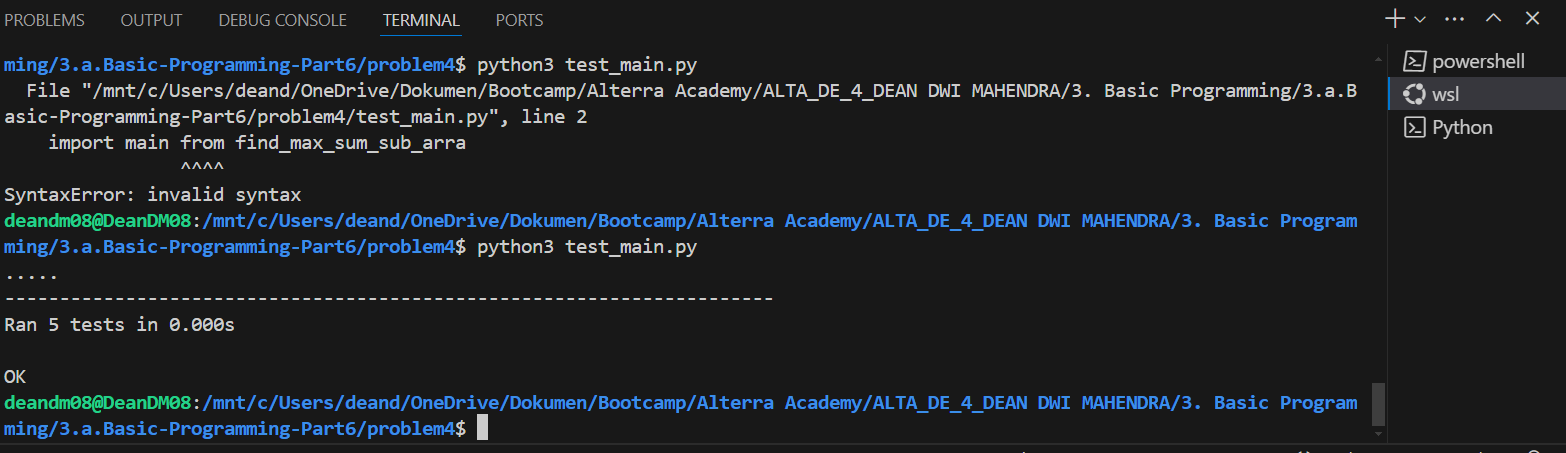 PROBLEMS OUTPUT DEBUG CONSOLE TERMINAL PORTS
ming/3.a.Basic-Programming-Part6/problem4$ python3 test_main.py
  File "/mnt/c/Users/deand/OneDrive/Dokumen/Bootcamp/Alterra Academy/ALTA_DE_4_DEAN DWI MAHENDRA/3. Basic Programming/3.a.B
asic-Programming-Part6/problem4/test_main.py", line 2
    import main from find_max_sum_sub_arra
                ^^^^
SyntaxError: invalid syntax
deandm08@DeanDM08:/mnt/c/Users/deand/OneDrive/Dokumen/Bootcamp/Alterra Academy/ALTA_DE_4_DEAN DWI MAHENDRA/3. Basic Program
ming/3.a.Basic-Programming-Part6/problem4$ python3 test_main.py
.....
----------------------------------------------------------------------
Ran 5 tests in 0.000s

OK
deandm08@DeanDM08:/mnt/c/Users/deand/OneDrive/Dokumen/Bootcamp/Alterra Academy/ALTA_DE_4_DEAN DWI MAHENDRA/3. Basic Program
ming/3.a.Basic-Programming-Part6/problem4$
powershell
wsl
Python